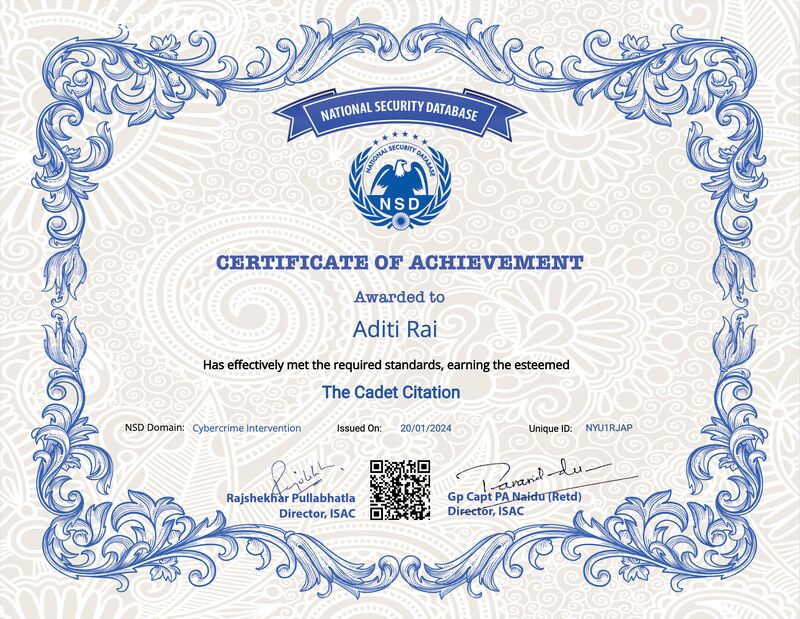 NATIONAL SECURITY DATABASE
NATIONAL SECURITY DATABASE
NSD
CERTIFICATE OF ACHIEVEMENT
Awarded to
Aditi Rai
Has effectively met the required standards, earning the esteemed
The Cadet Citation
NSD Domain: Cybercrime Intervention Issued On: 20/01/2024 Unique ID: NYU1RJAP
Rajshekhar Pullabhatla
Director, ISAC
Gp Capt PA Naidu (Retd)
Director, ISAC